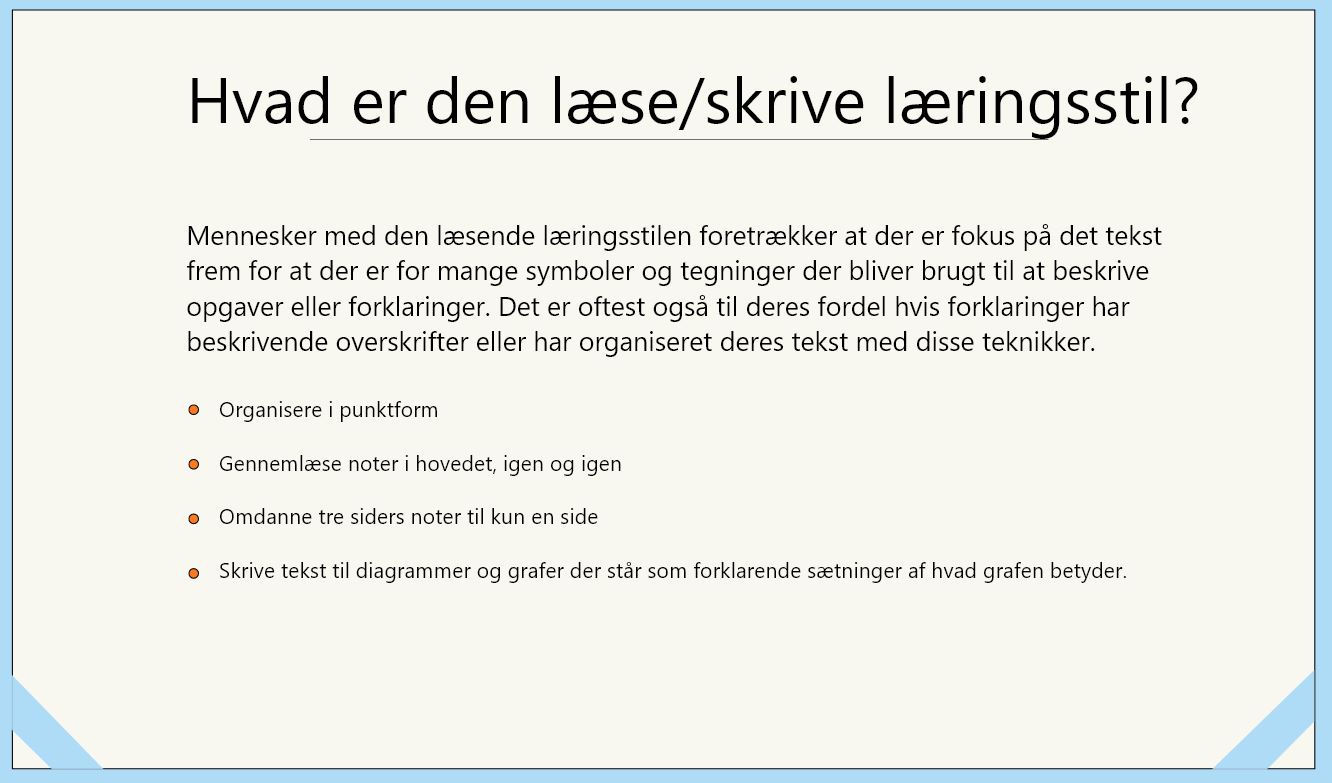 Hvad er den læse/skrive læringsstil?
Mennesker med den læsende læringsstilen foretrækker at der er fokus på det tekst
frem for at der er for mange symboler og tegninger der bliver brugt til at beskrive
opgaver eller forklaringer. Det er oftest også til deres fordel hvis forklaringer har
beskrivende overskrifter eller har organiseret deres tekst med disse teknikker.
Organisere i punktform
Gennemlæse noter i hovedet, igen og igen
Omdanne tre siders noter til kun en side
Skrive tekst til diagrammer og grafer der står som forklarende sætninger af hvad grafen betyder.